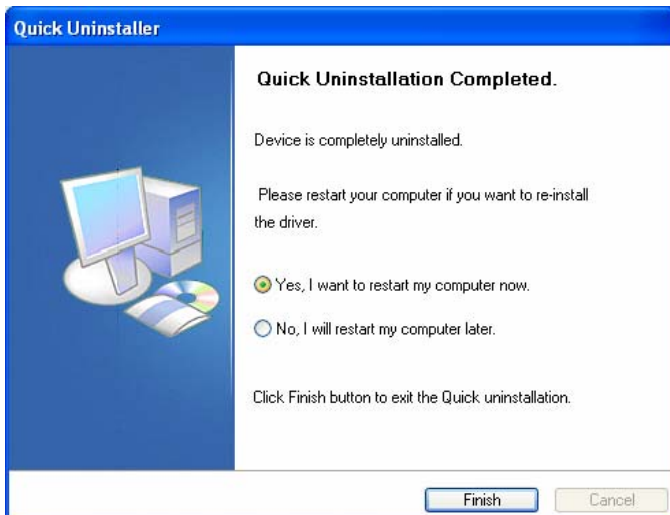 Quick Uninstaller
Quick Uninstallation Completed.
Device is completely uninstalled.
Please restart your computer if you want to re-install
the driver.
Yes, I want to restart my computer now.
No, I will restart my computer later.
Click Finish button to exit the Quick uninstallation.
Finish
Cancel